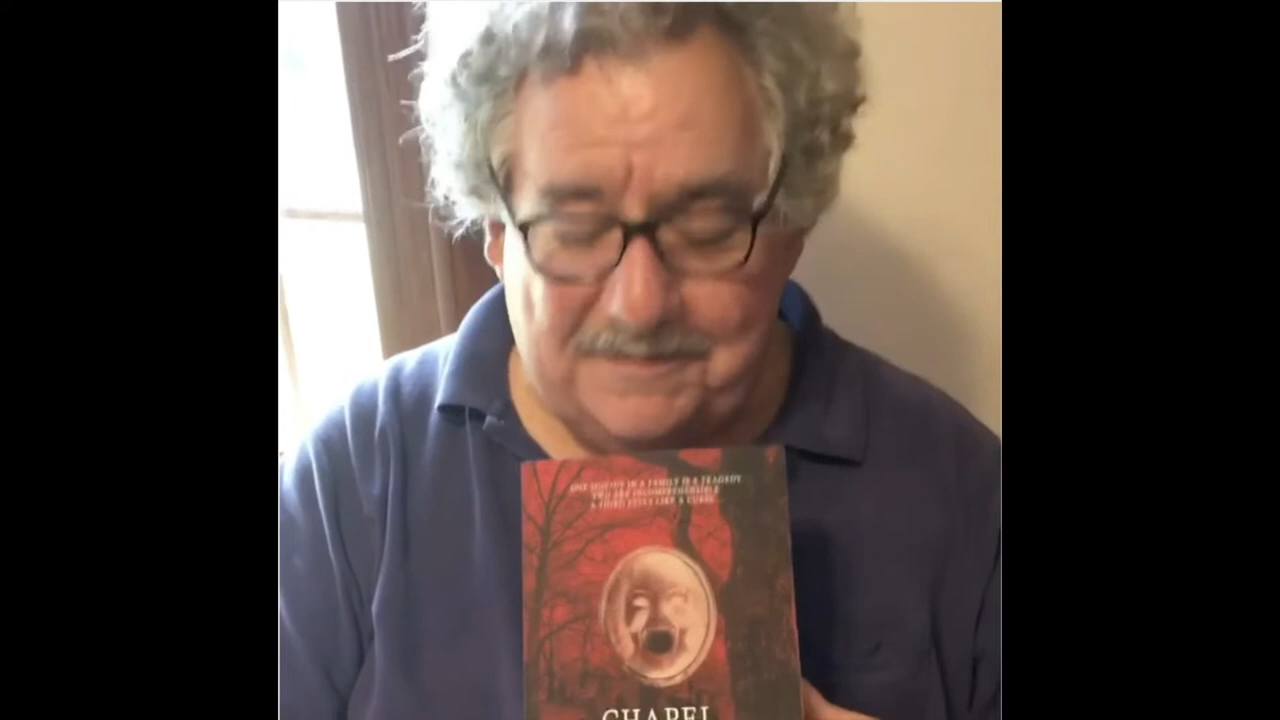 ONE SUICIDE IN A FAMILY IS A TRAGEDY
TWO ARE INCOMPREHENSIBLE
A THIRD FEELS LIKE A CURSE
CHAPEL